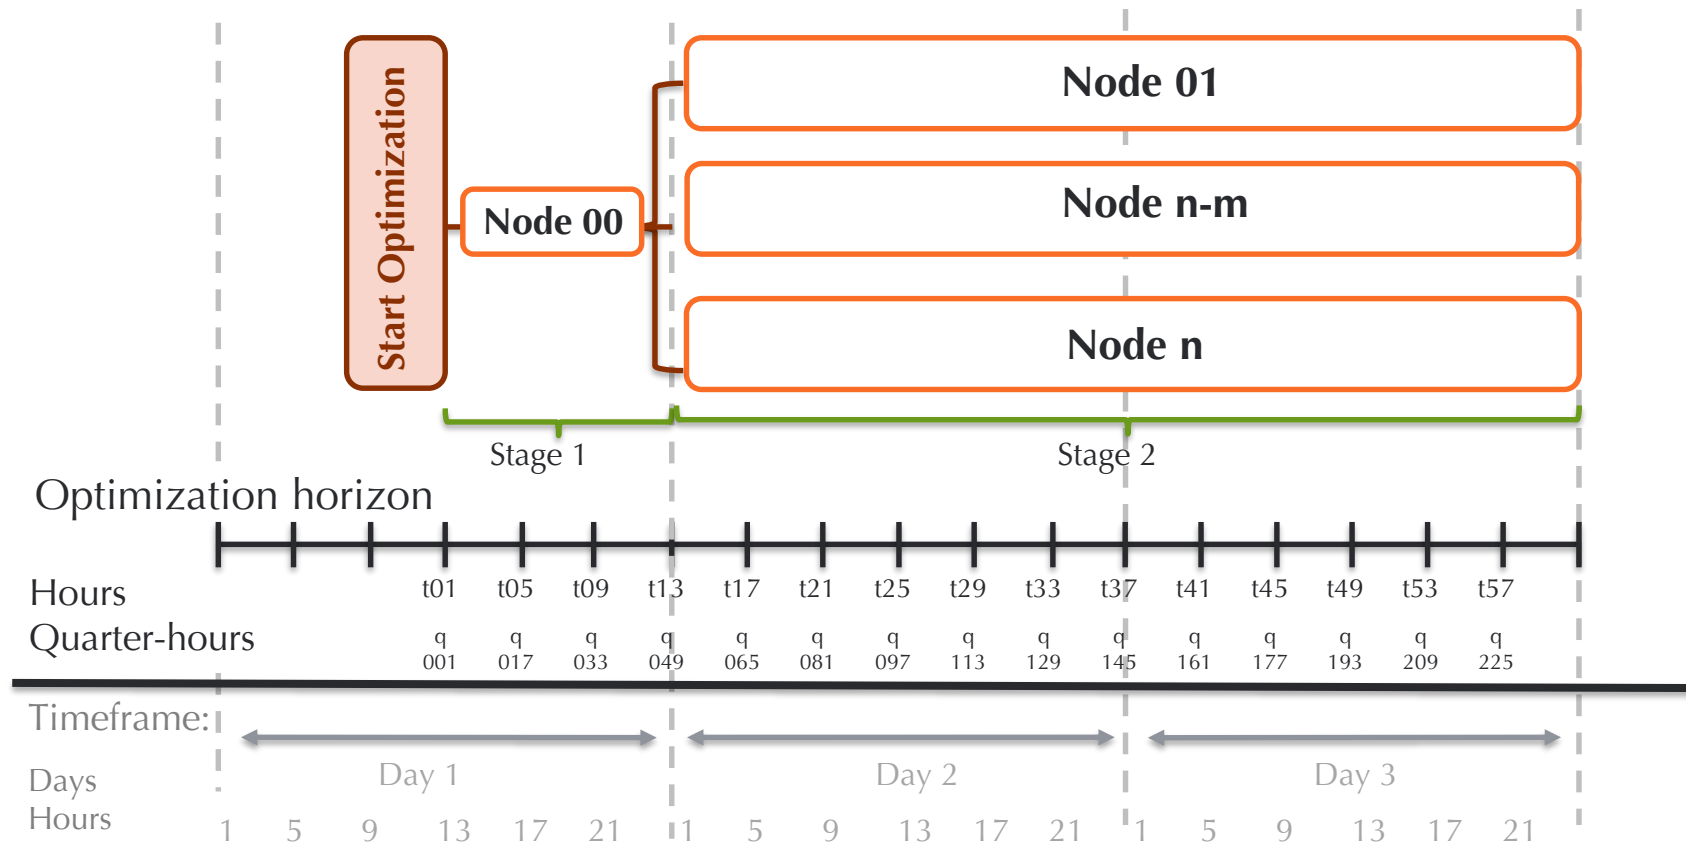 Start Optimization
Node 00
Node 01
Node n-m
Node n
Stage 1
Stage 2
Optimization horizon
Hours t01 t05 t09 t13 t17 t21 t25 t29 t33 t37 t41 t45 t49 t53 t57
Quarter-hours q q q q q q q q q q q q q q q
001 017 033 049 065 081 097 113 129 145 161 177 193 209 225
Timeframe:
Days Day 1 Day 2 Day 3
Hours 1 5 9 13 17 21 1 5 9 13 17 21 1 5 9 13 17 21